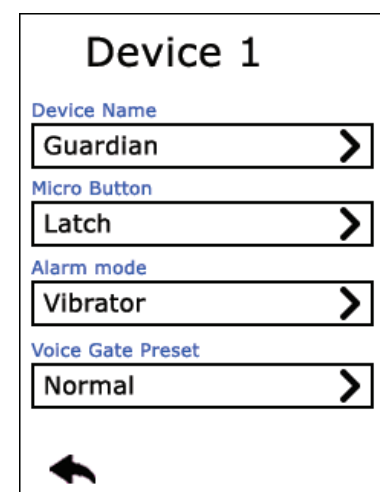 Device 1
Device Name
Guardian
Micro Button
Latch
Alarm mode
Vibrator
Voice Gate Preset
Normal